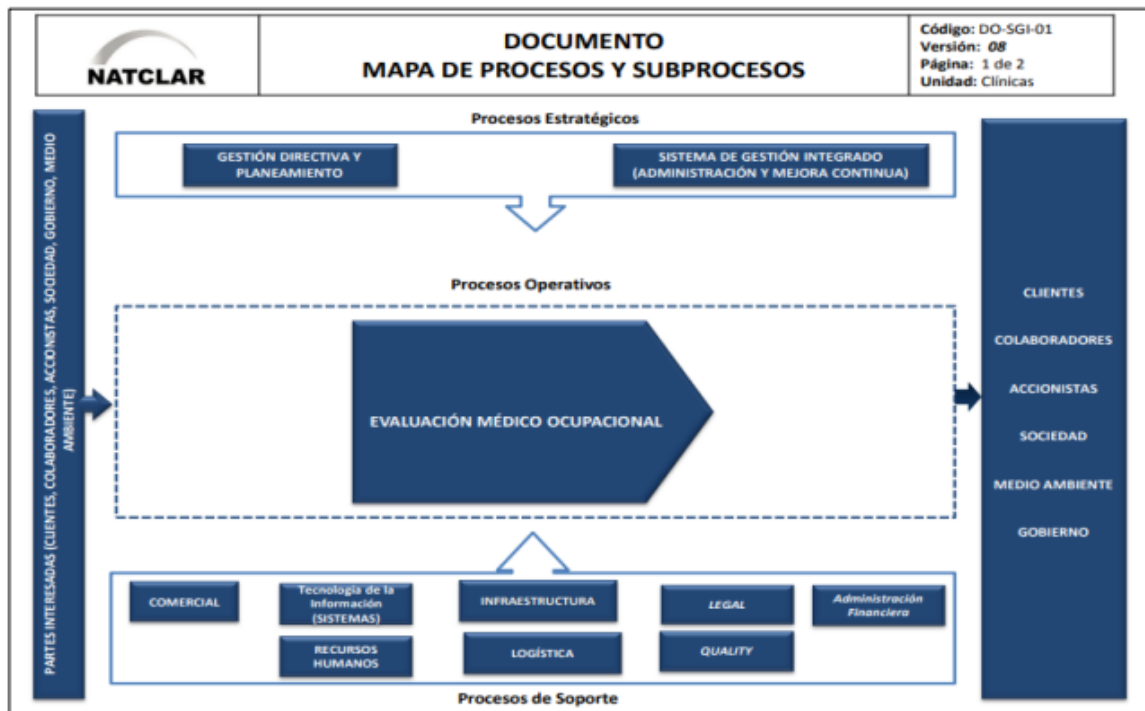 NATCLAR
DOCUMENTO
MAPA DE PROCESOS Y SUBPROCESOS
Código: DO-SGI-01
Versión: 08
Página: 1 de 2
Unidad: Clínicas
PARTES INTERESADAS (CLIENTES, COLABORADORES, ACCIONISTAS, SOCIEDAD, GOBIERNO, MEDIO
AMBIENTE)
Procesos Estratégicos
GESTIÓN DIRECTIVA Y
PLANEAMIENTO
SISTEMA DE GESTIÓN INTEGRADO
(ADMINISTRACIÓN Y MEJORA CONTINUA)
Procesos Operativos
EVALUACIÓN MÉDICO OCUPACIONAL
COMERCIAL
Tecnología de la
Información
(SISTEMAS)
INFRAESTRUCTURA
LEGAL
Administración
Financiera
RECURSOS
HUMANOS
LOGÍSTICA
QUALITY
Procesos de Soporte
CLIENTES
COLABORADORES
ACCIONISTAS
SOCIEDAD
MEDIO AMBIENTE
GOBIERNO